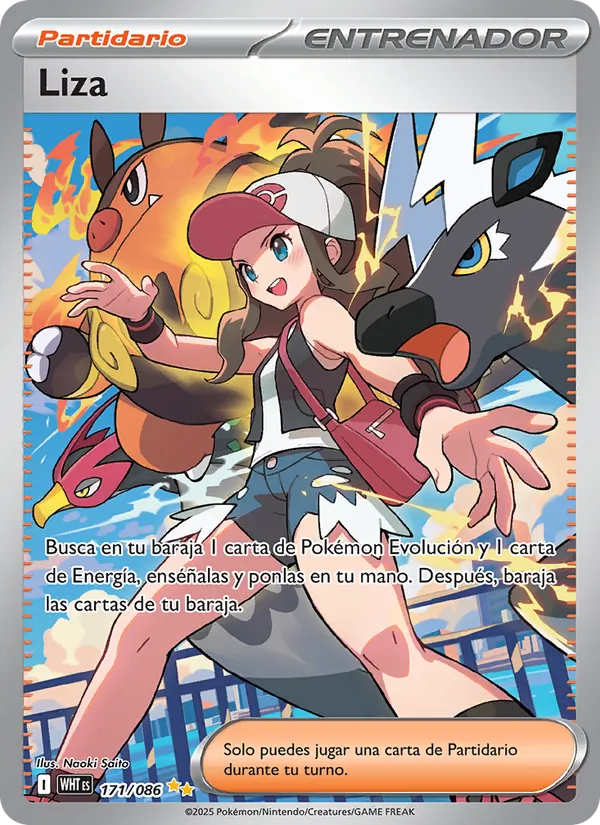 Partidario
ENTRENADOR
Liza
Busca en tu baraja 1 carta de Pokémon Evolución y 1 carta
de Energía, enséñalas y ponlas en tu mano. Después, baraja
las cartas de tu baraja.
Solo puedes jugar una carta de Partidario
durante tu turno.
Ilus. Naoki Saito
I WHT ES 171/086
©2025 Pokémon/Nintendo/Creatures/GAME FREAK